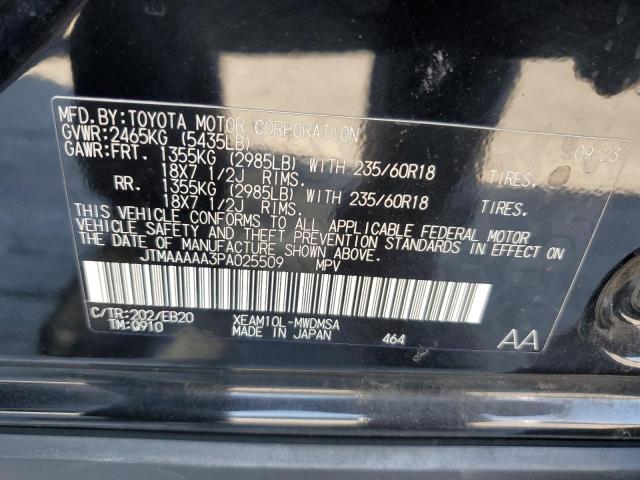 MFD.BY:TOYOTA MOTOR CORPORATION 09/23
GVWR:2465KG (5435LB)
GAWR:FRT. 1355KG (2985LB) WITH 235/60R18 TIRES.
18X7 1/2J RIMS.
RR. 1355KG (2985LB) WITH 235/60R18 TIRES.
18X7 1/2J RIMS.
THIS VEHICLE CONFORMS TO ALL APPLICABLE FEDERAL MOTOR
VEHICLE SAFETY AND THEFT PREVENTION STANDARDS IN EFFECT ON
THE DATE OF MANUFACTURE SHOWN ABOVE.
JTMAAAAA3PA025509 MPV
C/TR:202/EB20 XEAM10L-MWDMSA
TM:Q910 MADE IN JAPAN 464 AA